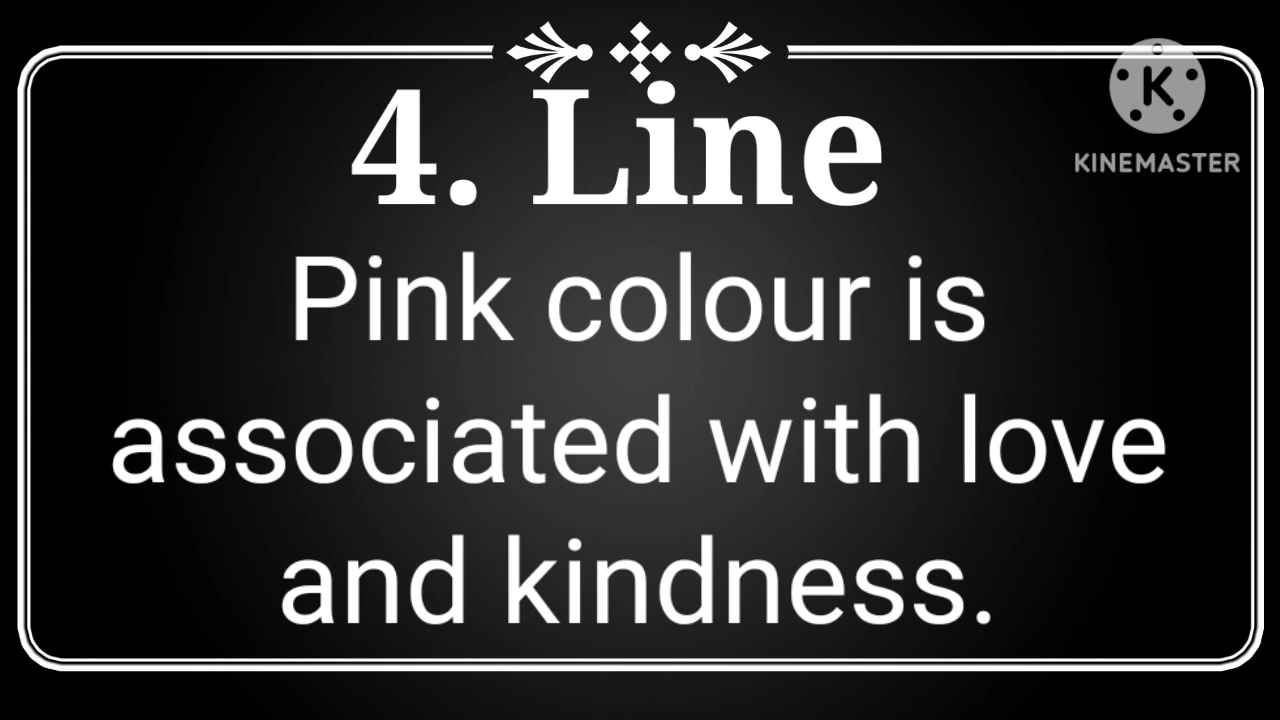 4. Line
K
KINEMASTER
Pink colour is
associated with love
and kindness.